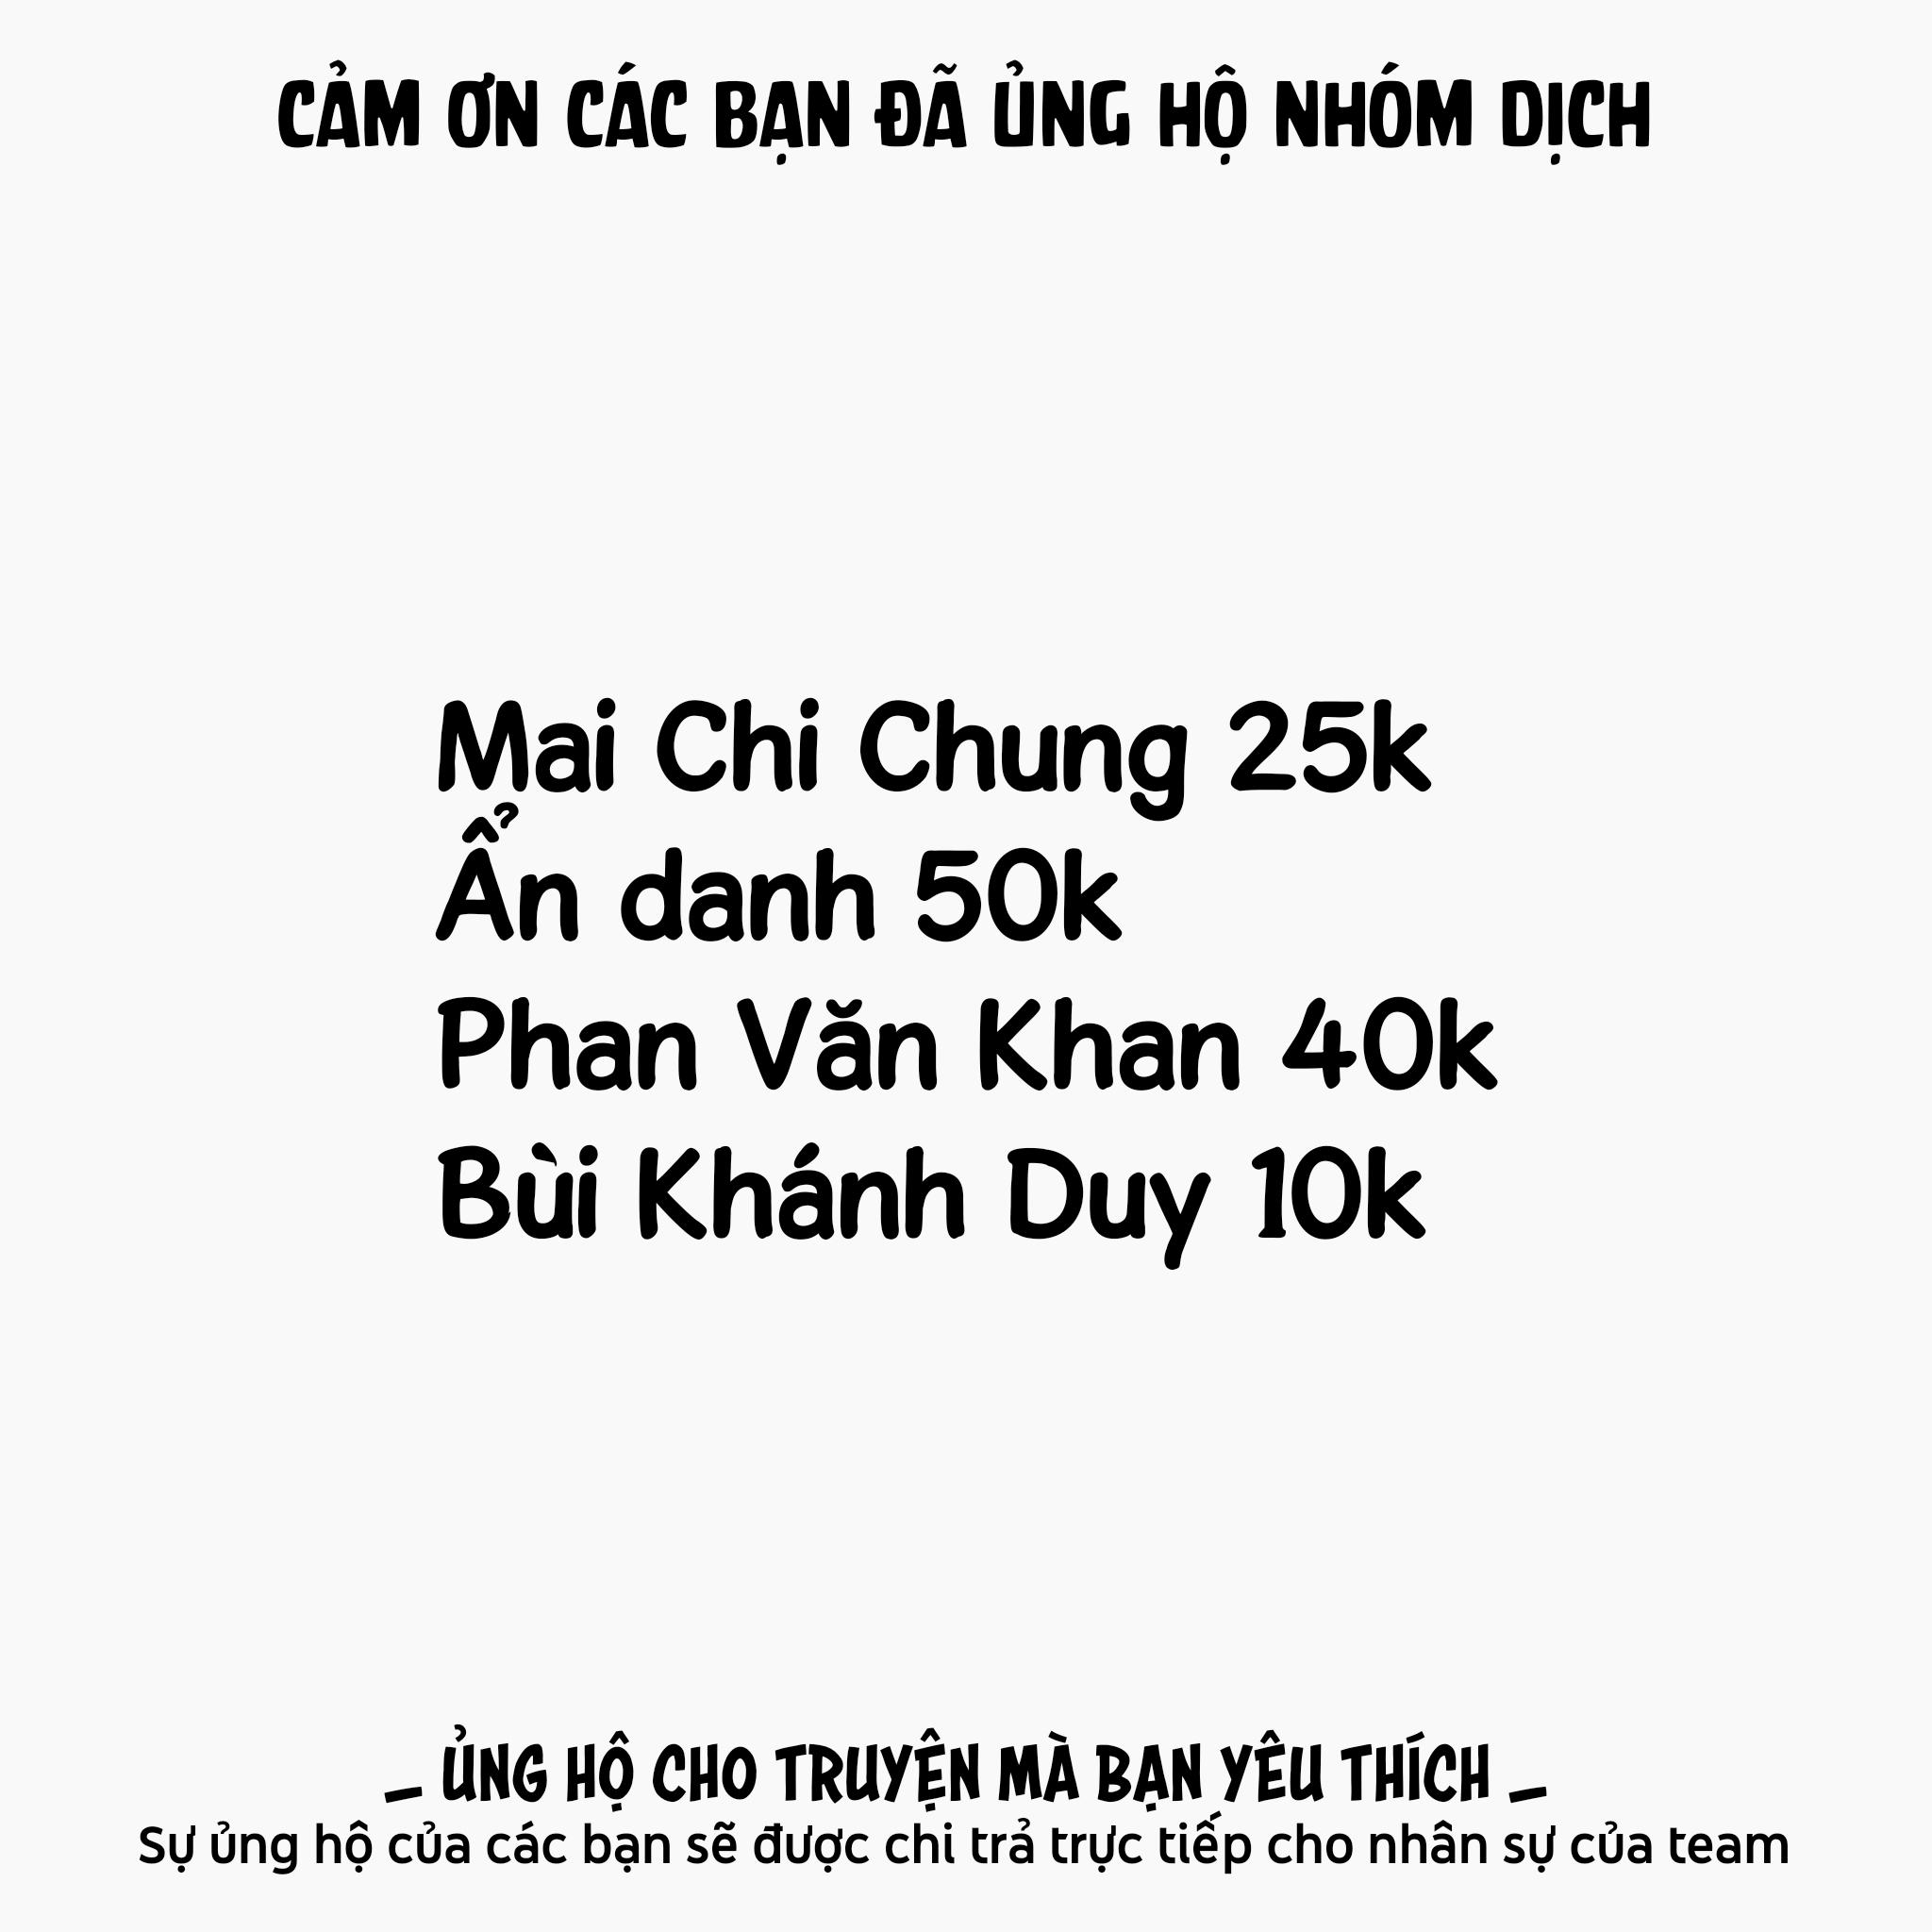 CẢM ƠN CÁC BẠN ĐÃ ỦNG HỘ NHÓM DỊCH
Mai Chi Chung 25k
Ẩn danh 50k
Phan Văn Khan 40k
Bùi Khánh Duy 10k
_ ỦNG HỘ CHO TRUYỆN MÀ BẠN YÊU THÍCH _
Sự ủng hộ của các bạn sẽ được chi trả trực tiếp cho nhân sự của team